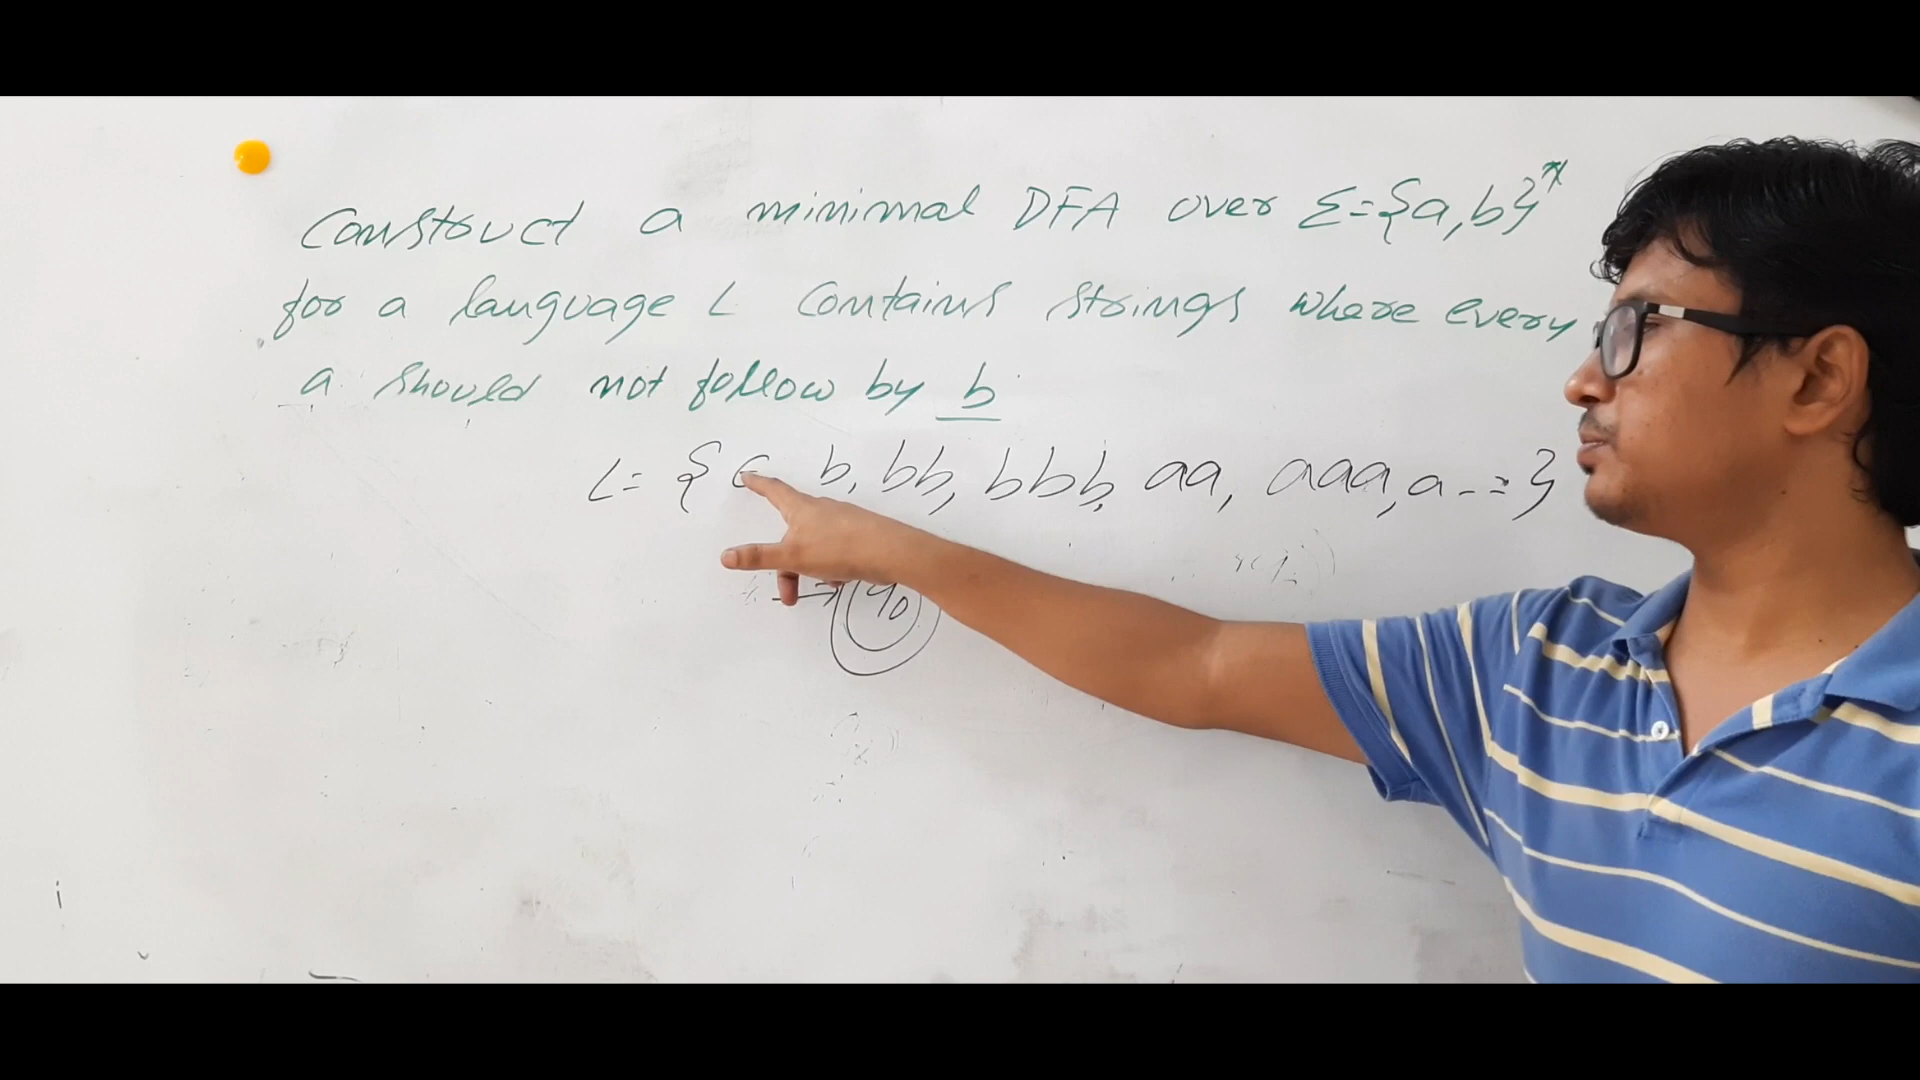 Construct a minimal DFA over Σ={a,b}*
for a language L contains strings where every
a should not follow by b
L = {ϵ b, bb, bbb, aa, aaa, a --= }
q0